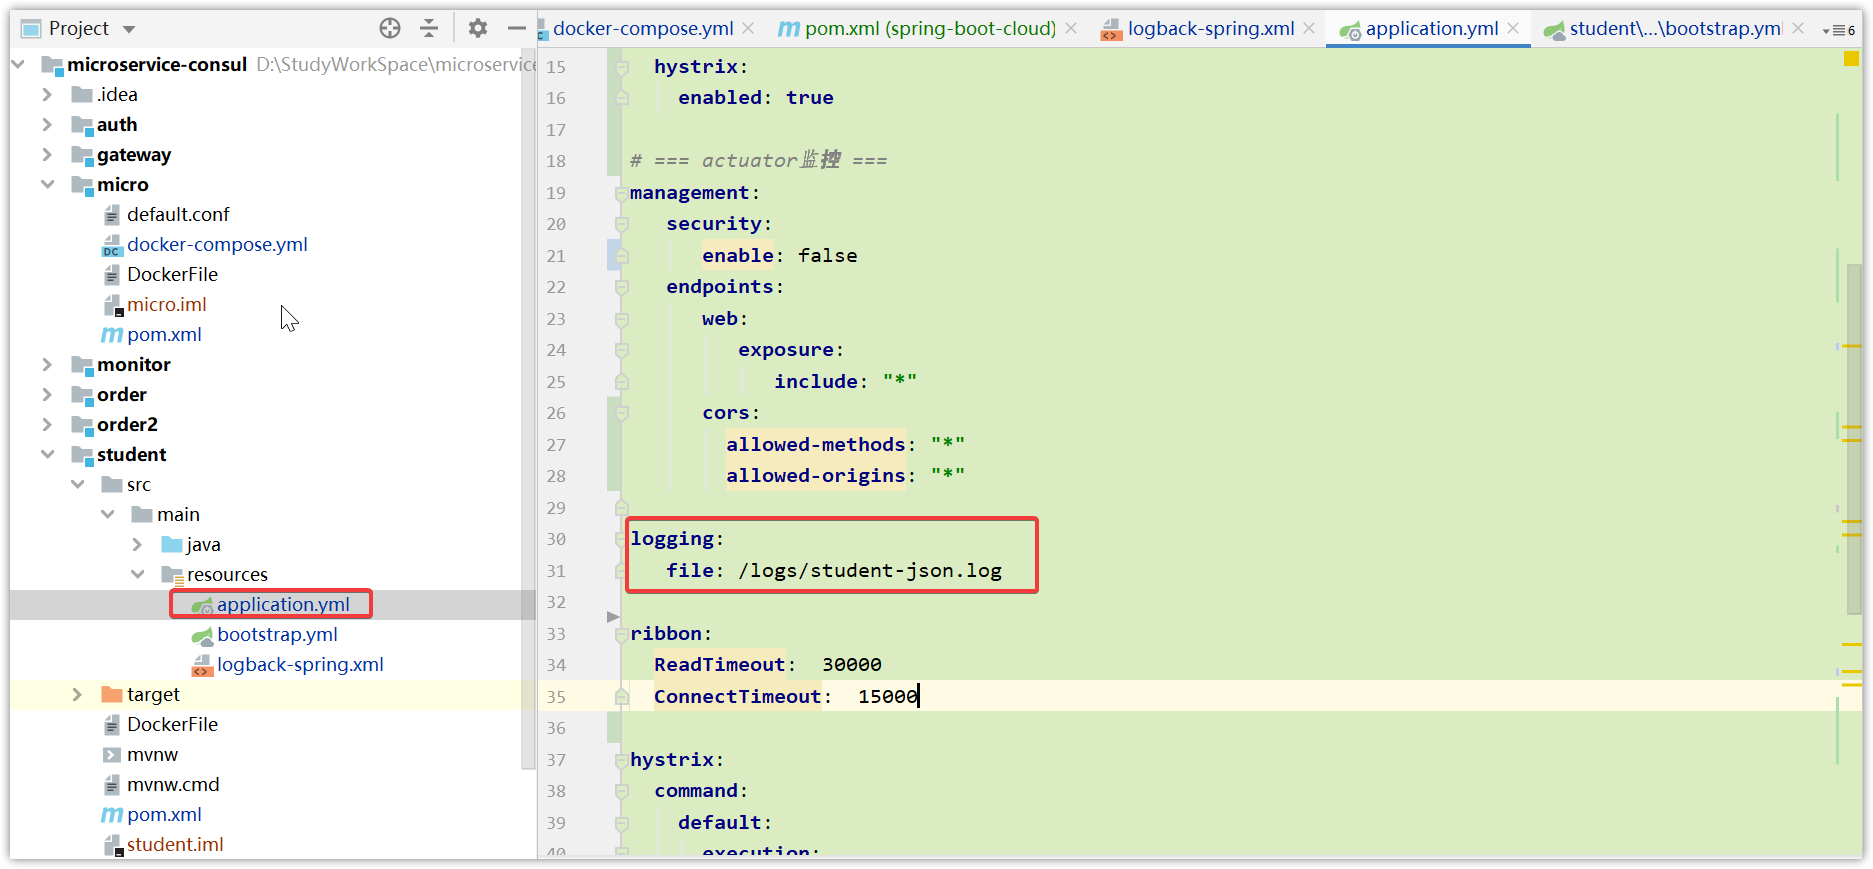 Project
docker-compose.yml
pom.xml (spring-boot-cloud)
logback-spring.xml
application.yml
student\...\bootstrap.yml
6
microservice-consul D:\StudyWorkSpace\microservice
.idea
auth
gateway
micro
default.conf
docker-compose.yml
DC
DockerFile
micro.iml
pom.xml
monitor
order
order2
student
src
main
java
resources
application.yml
bootstrap.yml
logback-spring.xml
target
DockerFile
mvnw
mvnw.cmd
pom.xml
student.iml
15 hystrix:
16 enabled: true
17
18 # === actuator监控 ===
19 management:
20 security:
21 enable: false
22 endpoints:
23 web:
24 exposure:
25 include: "*"
26 cors:
27 allowed-methods: "*"
28 allowed-origins: "*"
29
30 logging:
31 file: /logs/student-json.log
32
33 ribbon:
34 ReadTimeout: 30000
35 ConnectTimeout: 15000
36
37 hystrix:
38 command:
39 default:
40 execution: